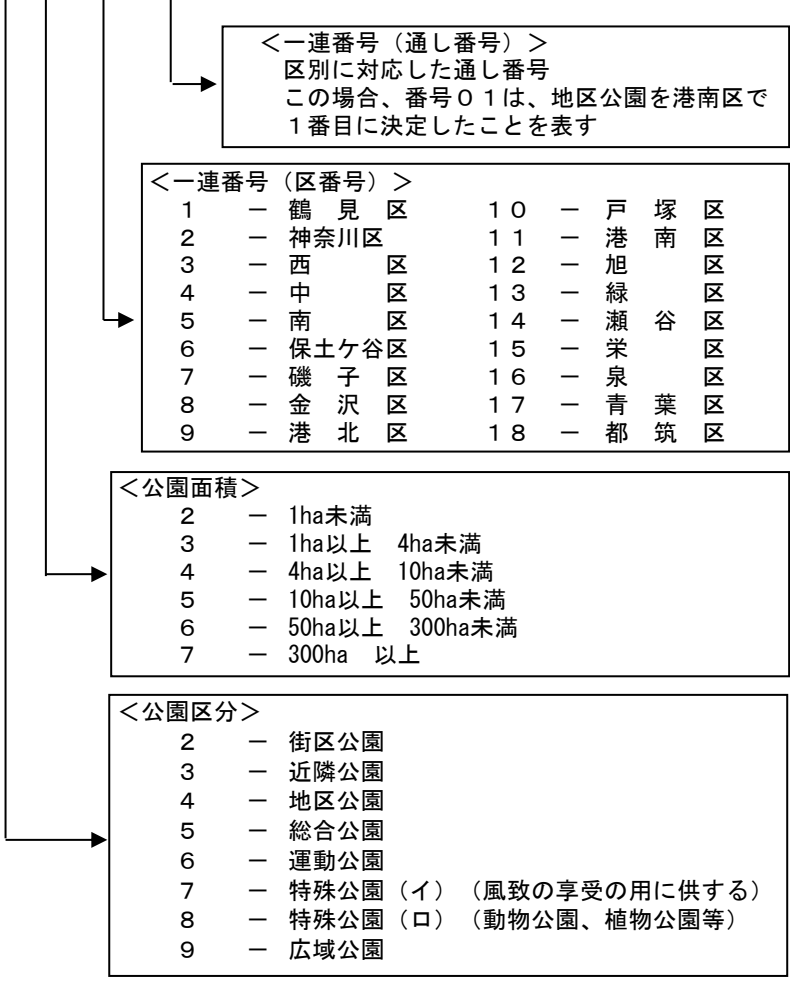 ＜一連番号（通し番号）＞
区別に対応した通し番号
この場合、番号０１は、地区公園を港南区で
１番目に決定したことを表す
＜一連番号（区番号）＞
１　－　鶴　見　区　　　１０　－　戸　塚　区
２　－　神奈川区　　　１１　－　港　南　区
３　－　西　　　区　　　１２　－　旭　　　区
４　－　中　　　区　　　１３　－　緑　　　区
５　－　南　　　区　　　１４　－　瀬　谷　区
６　－　保土ケ谷区　　　１５　－　栄　　　区
７　－　磯　子　区　　　１６　－　泉　　　区
８　－　金　沢　区　　　１７　－　青　葉　区
９　－　港　北　区　　　１８　－　都　筑　区
＜公園面積＞
２　－　1ha未満
３　－　1ha以上　4ha未満
４　－　4ha以上　10ha未満
５　－　10ha以上　50ha未満
６　－　50ha以上　300ha未満
７　－　300ha　以上
＜公園区分＞
２　－　街区公園
３　－　近隣公園
４　－　地区公園
５　－　総合公園
６　－　運動公園
７　－　特殊公園（イ）（風致の享受の用に供する）
８　－　特殊公園（ロ）（動物公園、植物公園等）
９　－　広域公園